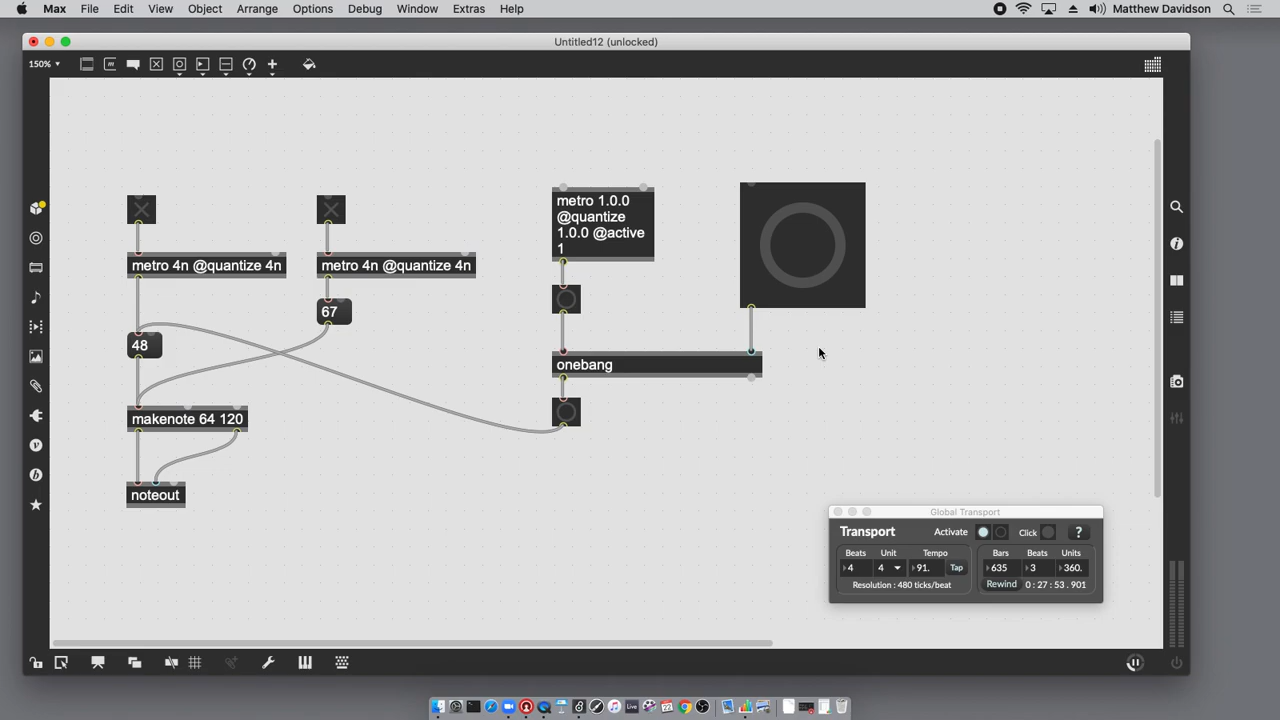 Max File Edit View Object Arrange Options Debug Window Extras Help Matthew Davidson
Untitled12 (unlocked)
150%
metro 4n @quantize 4n
metro 4n @quantize 4n
67
48
makenote 64 120
noteout
metro 1.0.0
@quantize
1.0.0 @active
1
onebang
Global Transport
Transport Activate Click ?
Beats Unit Tempo Bars Beats Units
4 4 91. Tap 635 3 360.
Resolution : 480 ticks/beat Rewind 0 : 27 : 53 . 901